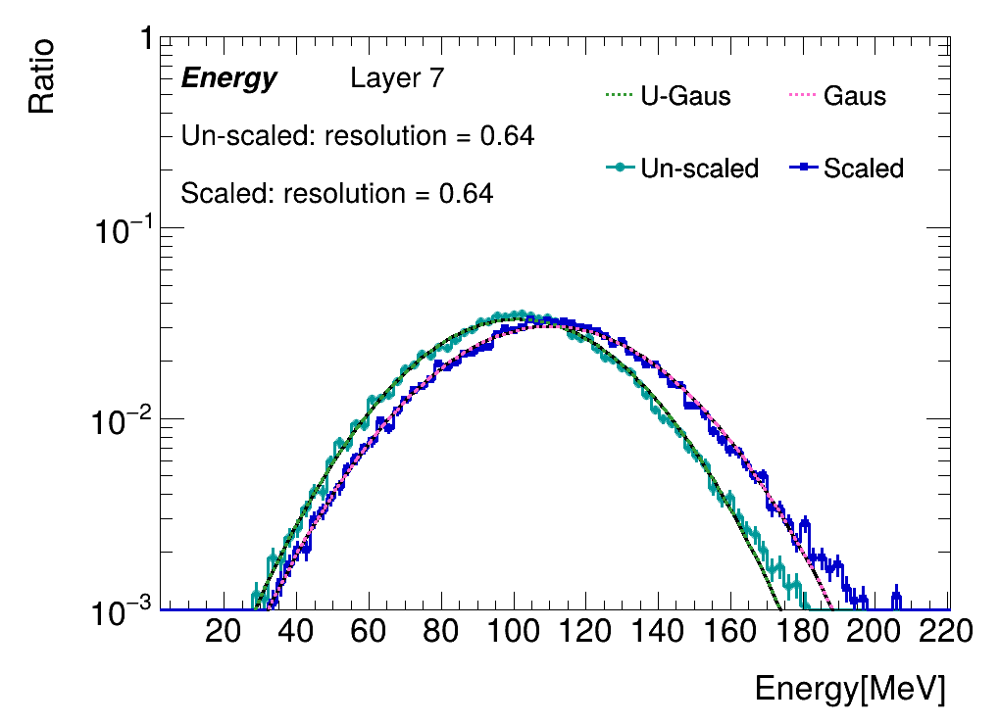 Ratio
1
10⁻¹
10⁻²
10⁻³
Energy Layer 7
Un-scaled: resolution = 0.64
Scaled: resolution = 0.64
U-Gaus Gaus
Un-scaled Scaled
20 40 60 80 100 120 140 160 180 200 220
Energy[MeV]